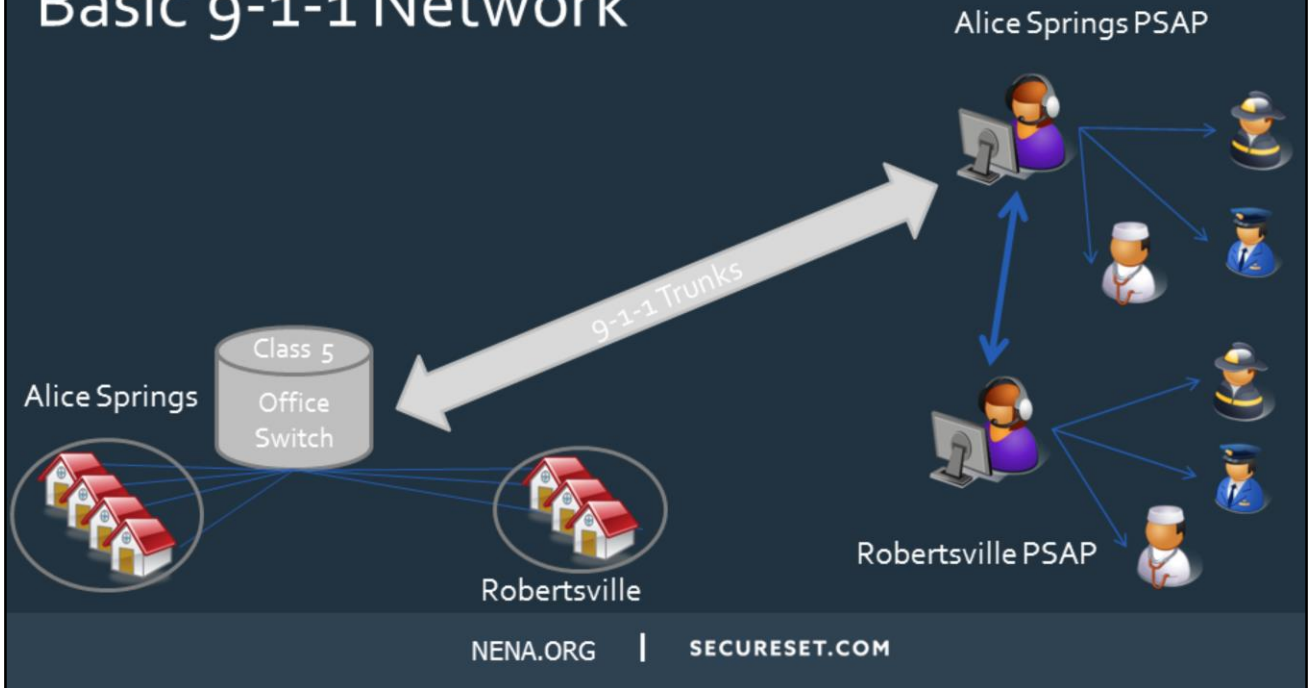 Basic 9-1-1 Network
Alice Springs PSAP
9-1-1 Trunks
Class 5
Office
Switch
Alice Springs
Robertsville
Robertsville PSAP
NENA.ORG | SECURESET.COM